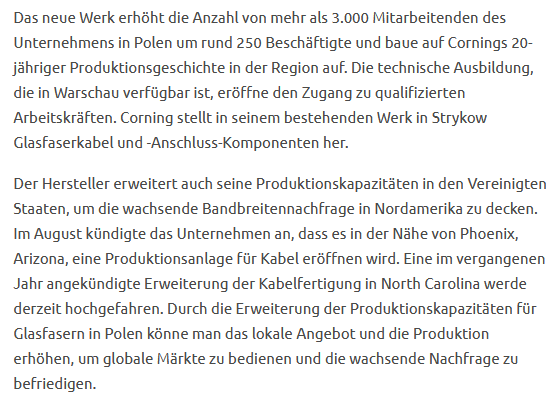 Das neue Werk erhöht die Anzahl von mehr als 3.000 Mitarbeitenden des
Unternehmens in Polen um rund 250 Beschäftigte und baue auf Cornings 20-
jähriger Produktionsgeschichte in der Region auf. Die technische Ausbildung,
die in Warschau verfügbar ist, eröffne den Zugang zu qualifizierten
Arbeitskräften. Corning stellt in seinem bestehenden Werk in Strykow
Glasfaserkabel und -Anschluss-Komponenten her.
Der Hersteller erweitert auch seine Produktionskapazitäten in den Vereinigten
Staaten, um die wachsende Bandbreitennachfrage in Nordamerika zu decken.
Im August kündigte das Unternehmen an, dass es in der Nähe von Phoenix,
Arizona, eine Produktionsanlage für Kabel eröffnen wird. Eine im vergangenen
Jahr angekündigte Erweiterung der Kabelfertigung in North Carolina werde
derzeit hochgefahren. Durch die Erweiterung der Produktionskapazitäten für
Glasfasern in Polen könne man das lokale Angebot und die Produktion
erhöhen, um globale Märkte zu bedienen und die wachsende Nachfrage zu
befriedigen.